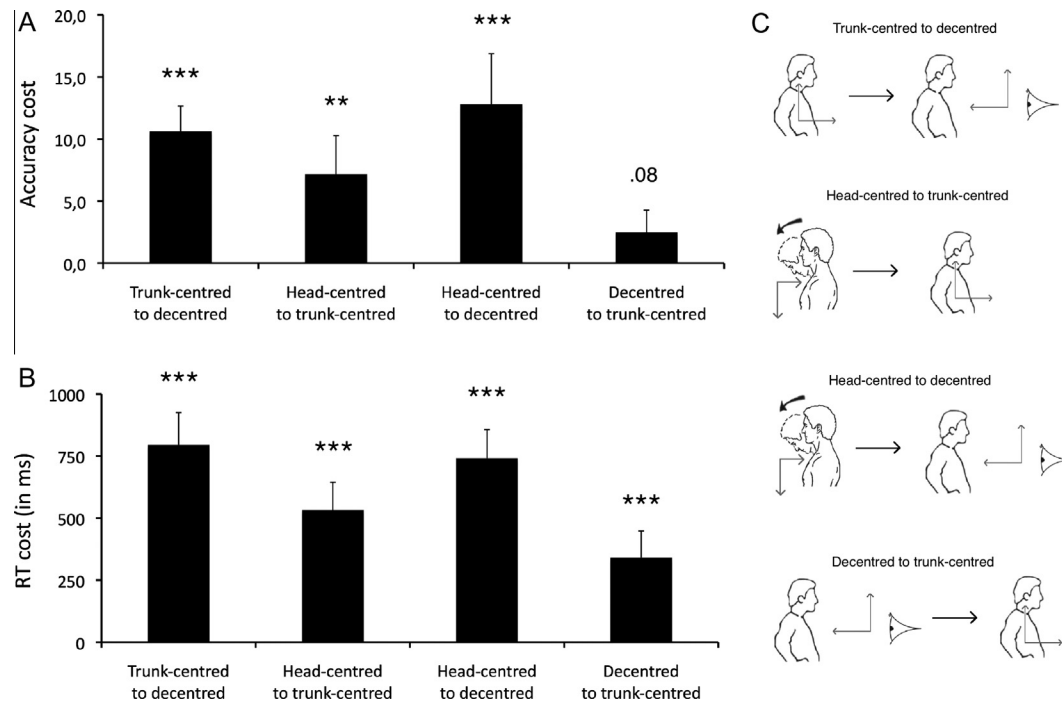 A
20,0
15,0
10,0
5,0
0,0
Accuracy cost
***
**
***
.08
Trunk-centred
to decentred
Head-centred
to trunk-centred
Head-centred
to decentred
Decentred
to trunk-centred
B
1000
750
500
250
0
RT cost (in ms)
***
***
***
***
Trunk-centred
to decentred
Head-centred
to trunk-centred
Head-centred
to decentred
Decentred
to trunk-centred
C
Trunk-centred to decentred
Head-centred to trunk-centred
Head-centred to decentred
Decentred to trunk-centred